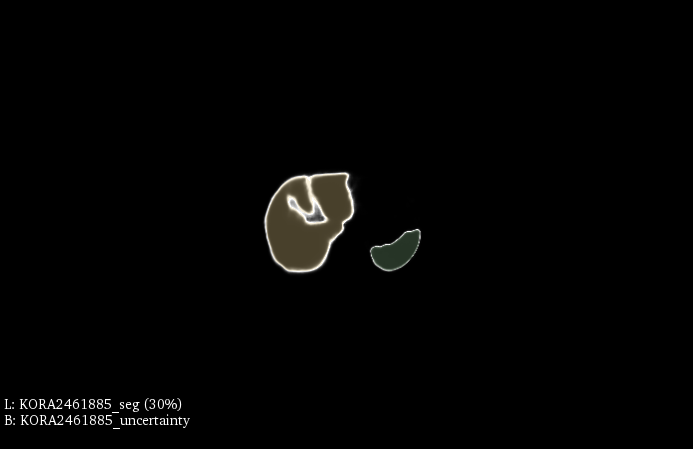 L: KORA2461885_seg (30%)
B: KORA2461885_uncertainty